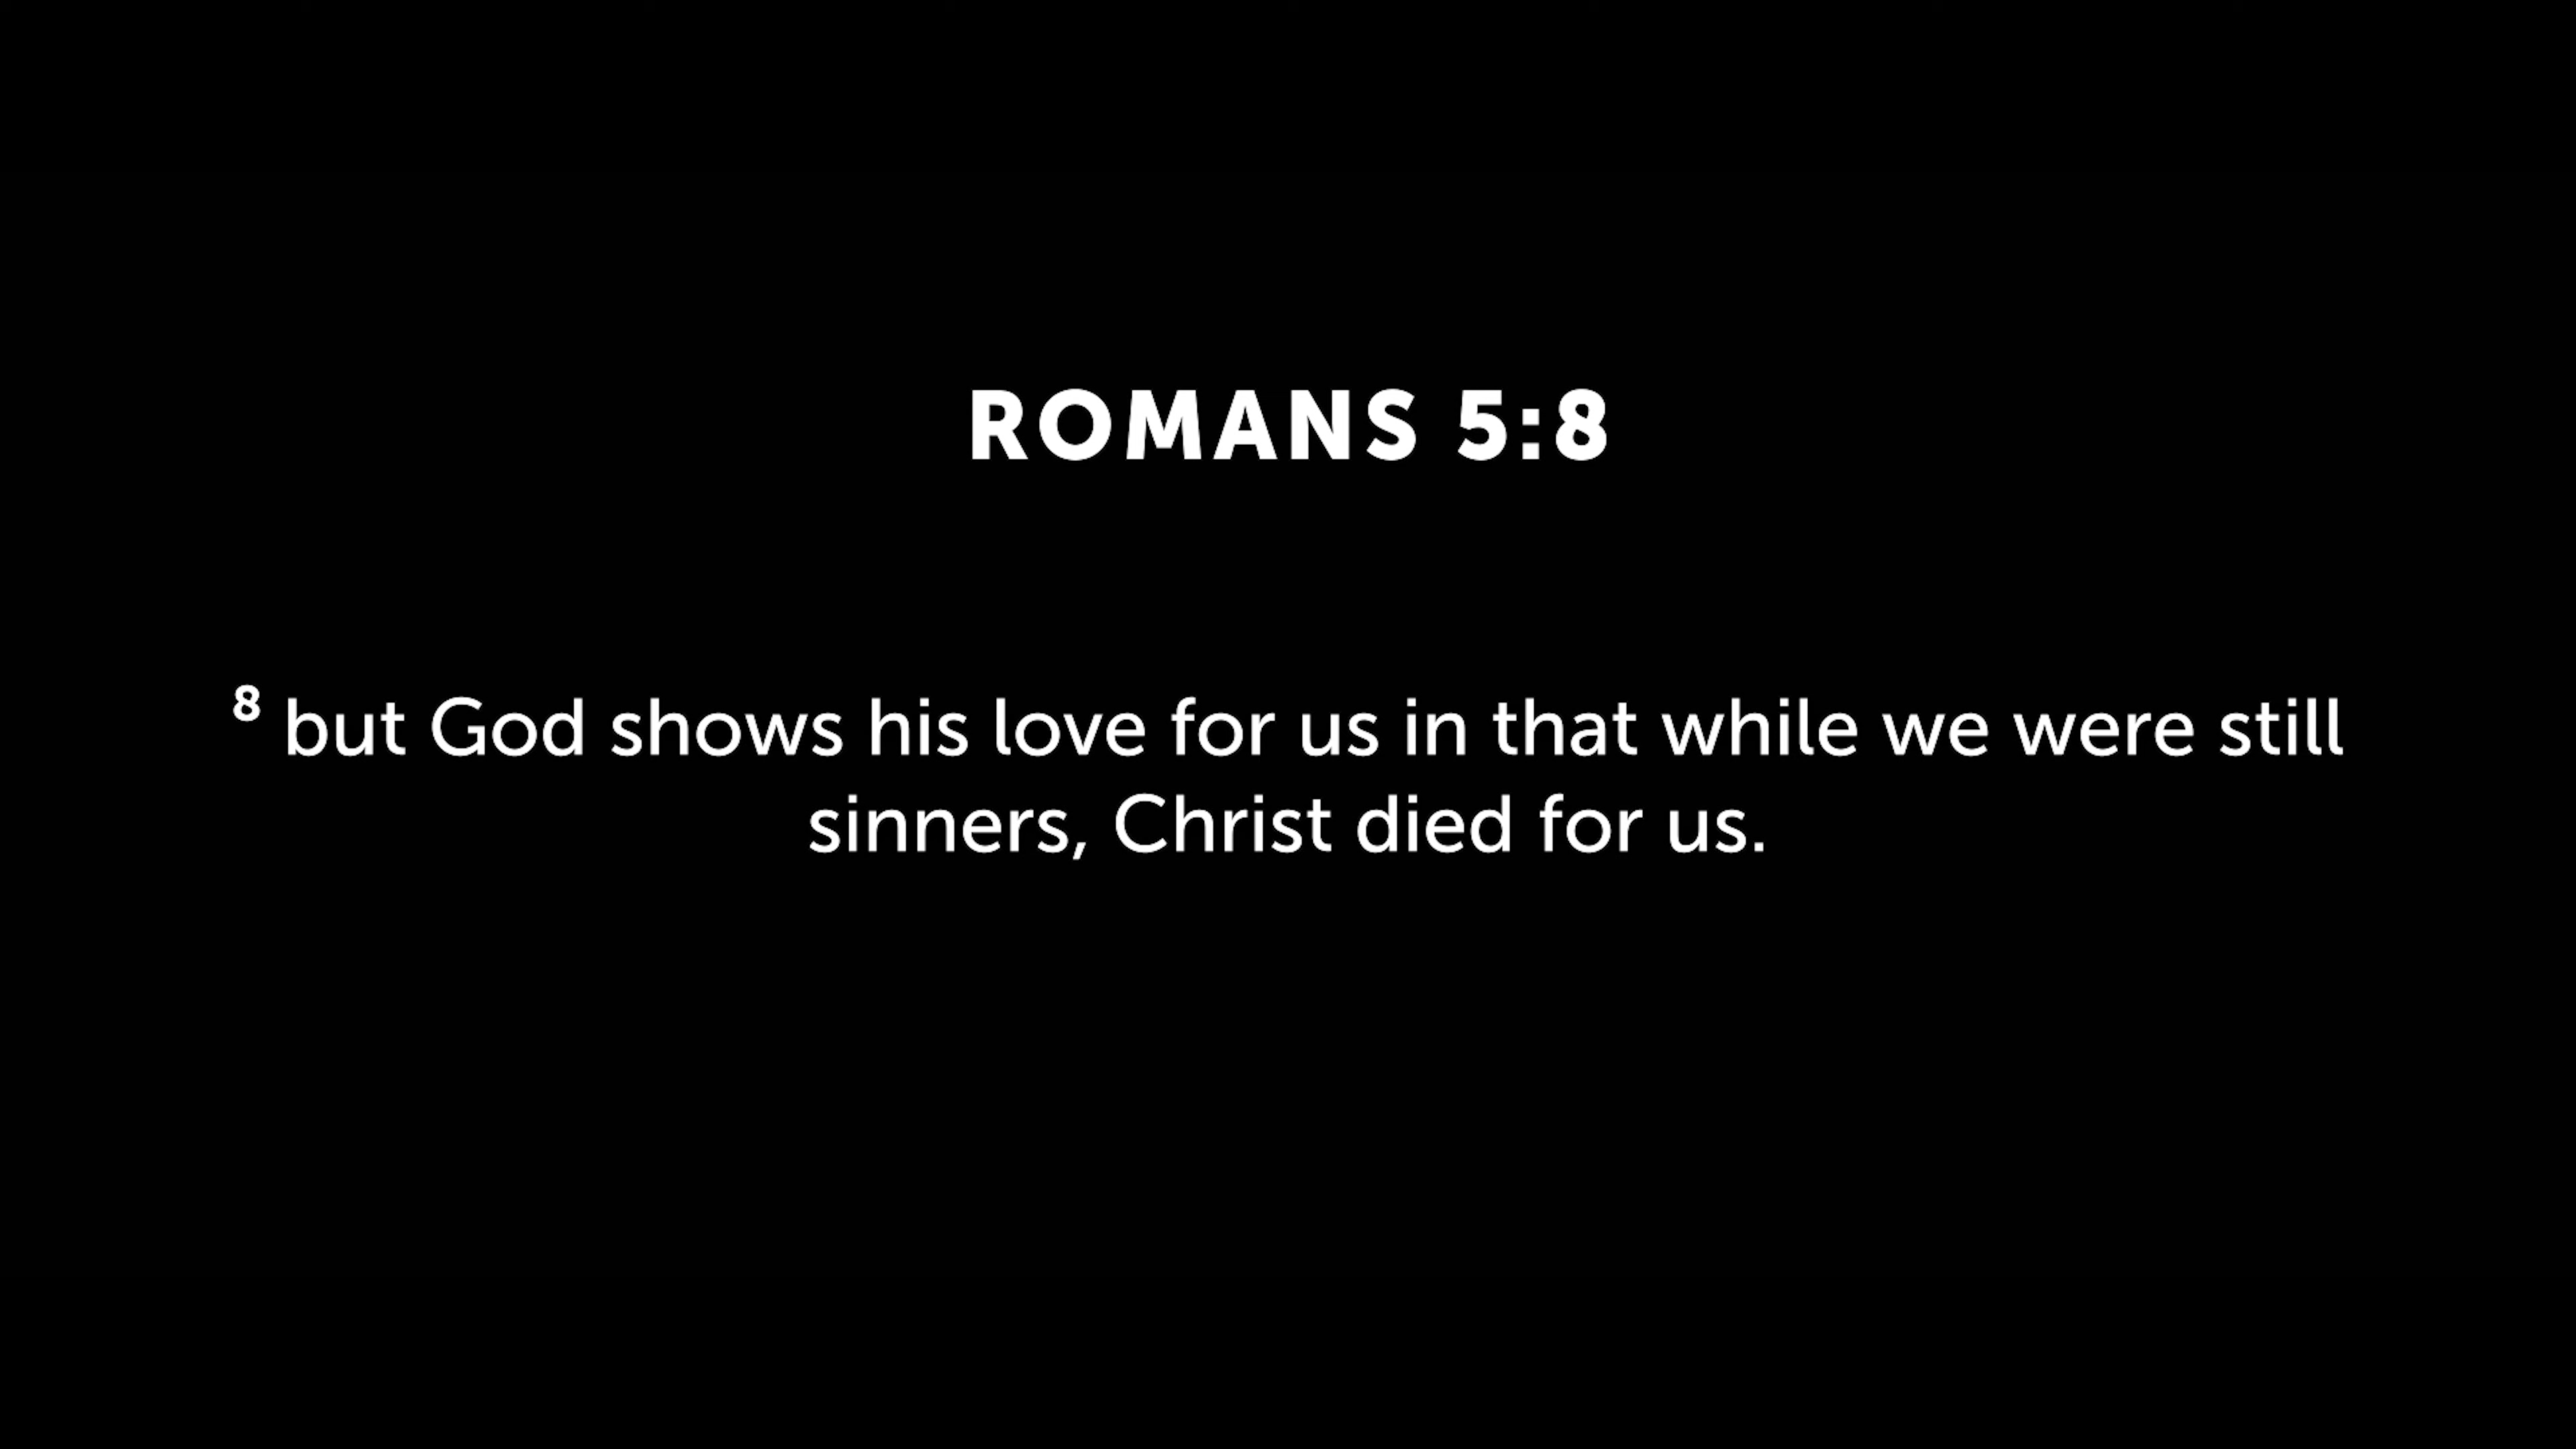 ROMANS 5:8
8 but God shows his love for us in that while we were still
sinners, Christ died for us.